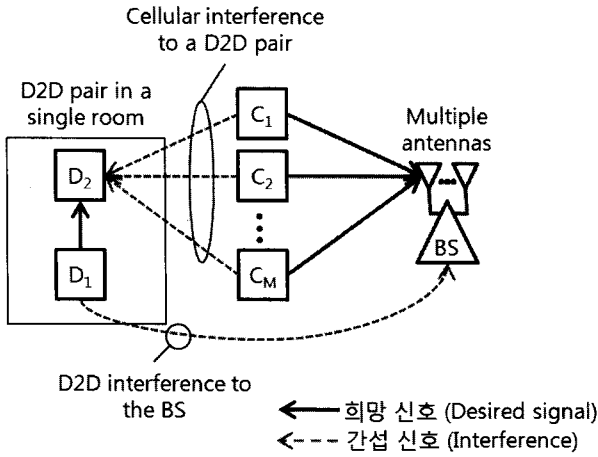 Cellular interference
to a D2D pair
D2D pair in a
single room
Multiple
antennas
C1
C2
CM
D2
D1
BS
D2D interference to
the BS
희망 신호 (Desired signal)
간섭 신호 (Interference)